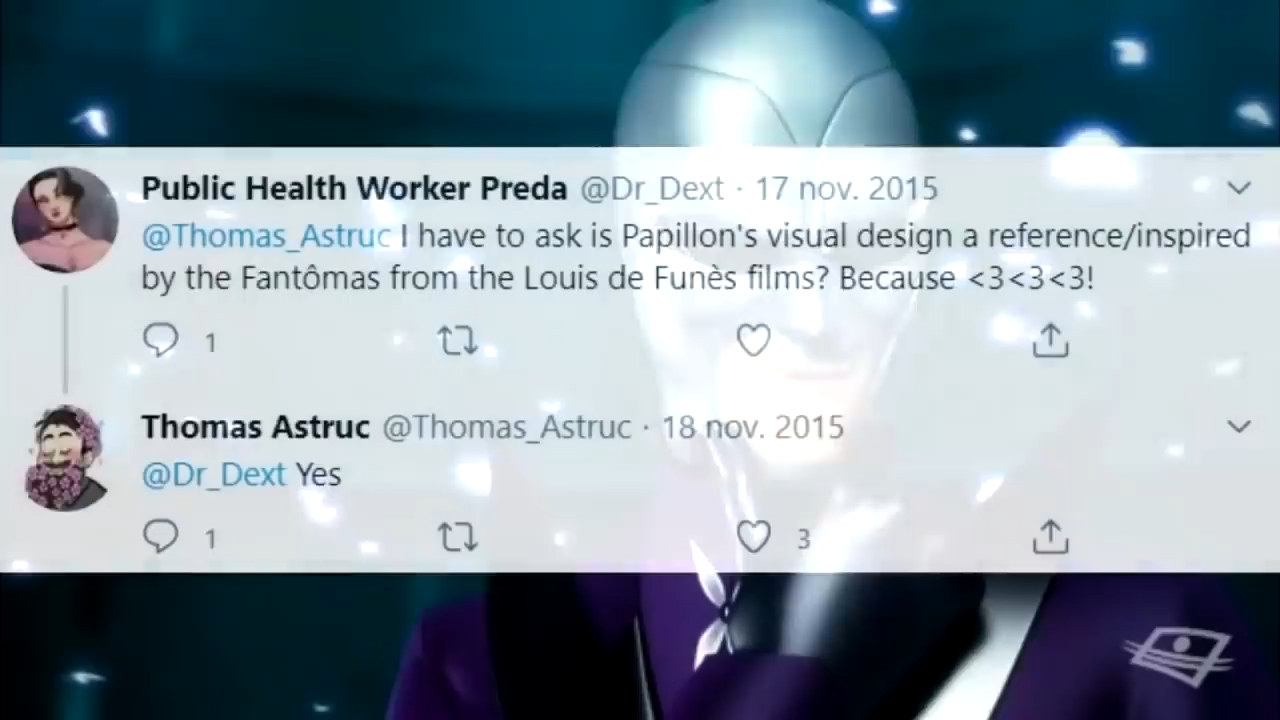 Public Health Worker Preda @Dr_Dext · 17 nov. 2015
@Thomas_Astruc I have to ask is Papillon's visual design a reference/inspired
by the Fantômas from the Louis de Funès films? Because <3<3<3!
1
Thomas Astruc @Thomas_Astruc · 18 nov. 2015
@Dr_Dext Yes
1 3